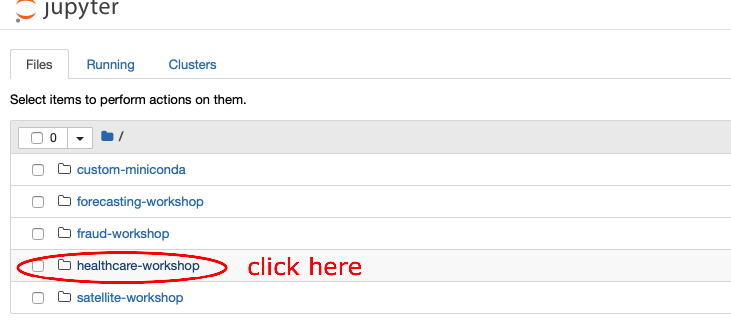 jupyter
Files Running Clusters
Select items to perform actions on them.
0 /
custom-miniconda
forecasting-workshop
fraud-workshop
healthcare-workshop click here
satellite-workshop